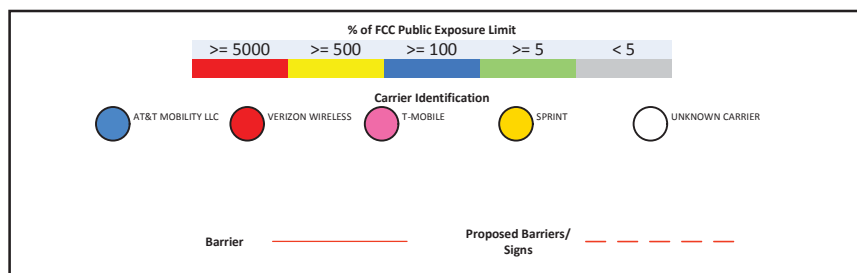 % of FCC Public Exposure Limit
>= 5000 >= 500 >= 100 >= 5 < 5
Carrier Identification
AT&T MOBILITY LLC VERIZON WIRELESS T-MOBILE SPRINT UNKNOWN CARRIER
Barrier
Proposed Barriers/
Signs